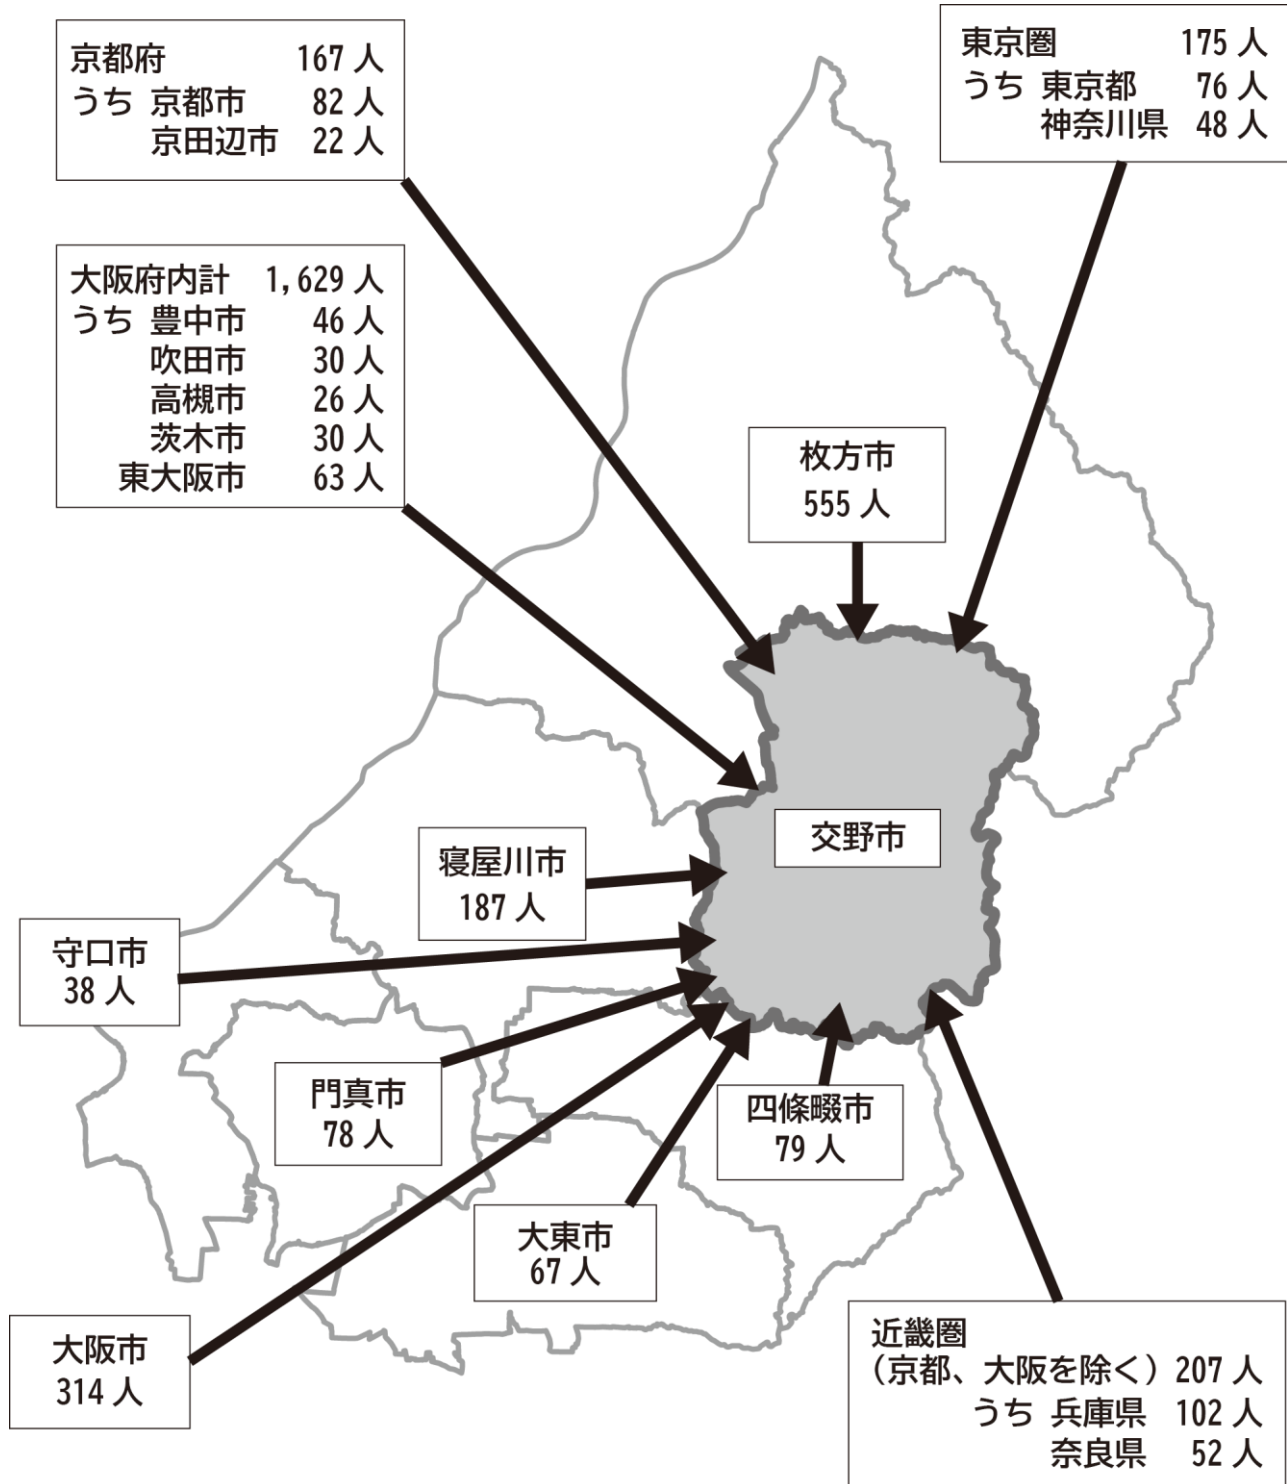 京都府 167 人
うち 京都市 82 人
京田辺市 22 人
東京圏 175 人
うち 東京都 76 人
神奈川県 48 人
大阪府内計 1,629 人
うち 豊中市 46 人
吹田市 30 人
高槻市 26 人
茨木市 30 人
東大阪市 63 人
枚方市
555 人
交野市
寝屋川市
187 人
守口市
38 人
門真市
78 人
四條畷市
79 人
大東市
67 人
大阪市
314 人
近畿圏
（京都、大阪を除く）207 人
うち 兵庫県 102 人
奈良県 52 人